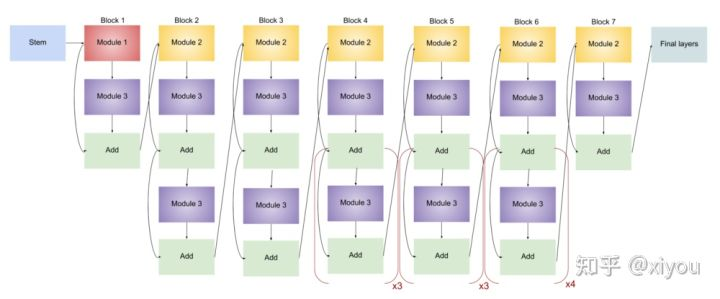 Block 1 Block 2 Block 3 Block 4 Block 5 Block 6 Block 7
Stem Module 1 Module 2 Module 2 Module 2 Module 2 Module 2 Module 2 Final layers
Module 3 Module 3 Module 3 Module 3 Module 3 Module 3 Module 3
Add Add Add Add Add Add Add
Module 3 Module 3 Module 3 Module 3 Module 3
Add Add Add Add Add
x3 x3 x4
知乎 @xiyou